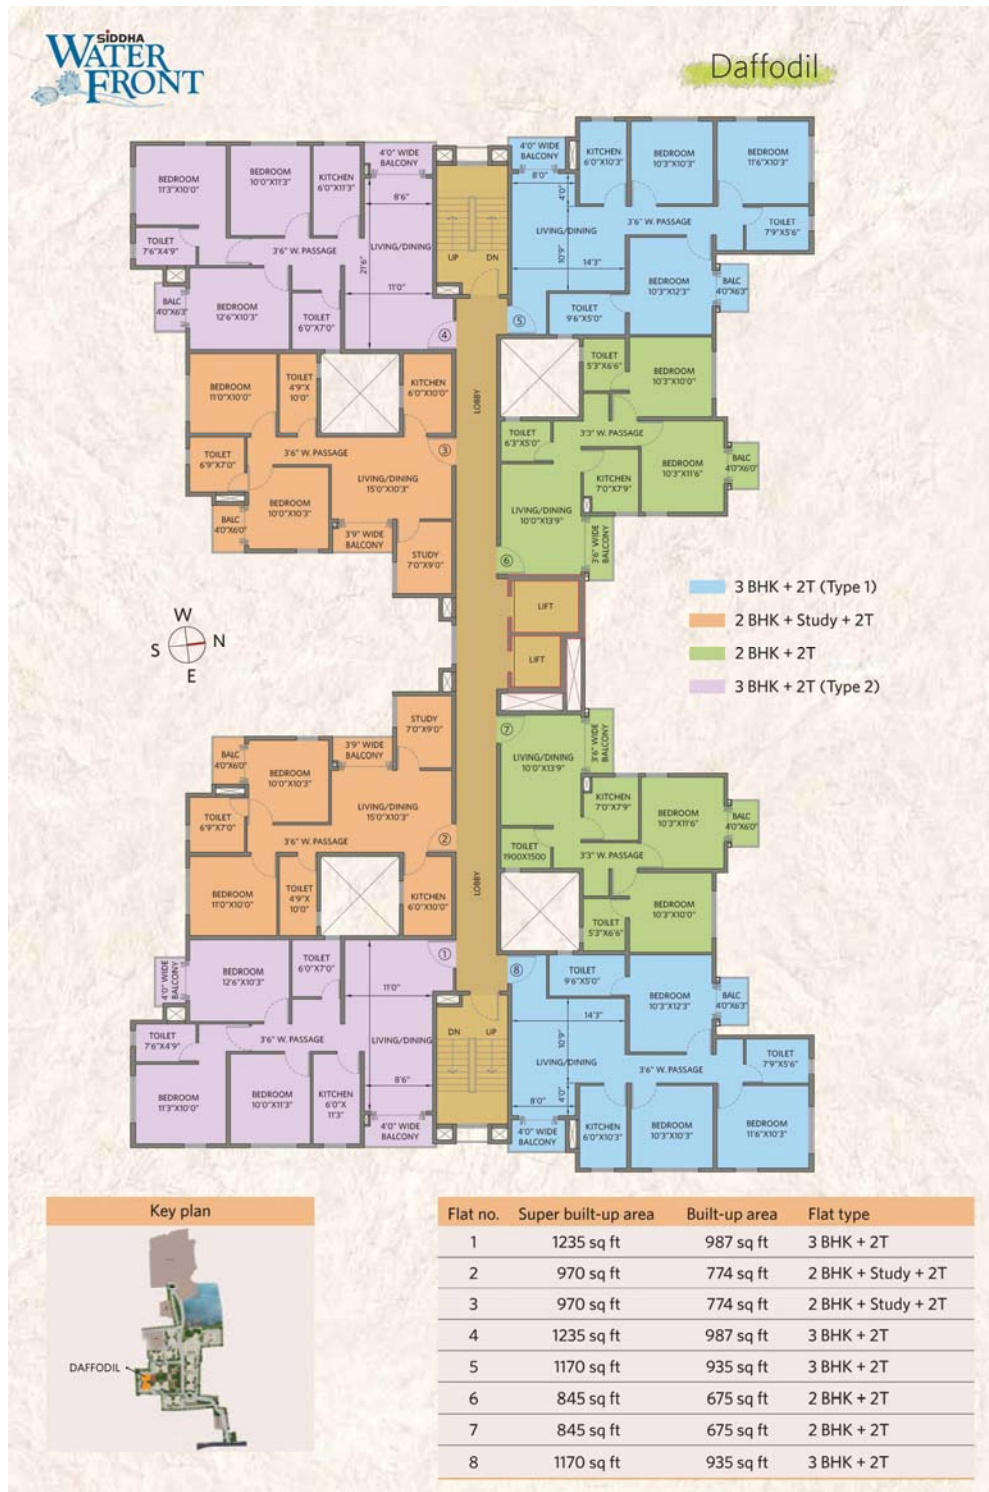 SIDDHA
WATER
FRONT
Daffodil
4'0" WIDE
BALCONY
BEDROOM
11'3"X10'0"
BEDROOM
10'0"X11'3"
KITCHEN
6'0"X11'3"
8'6"
TOILET
7'6"X4'9"
3'6" W. PASSAGE
LIVING/DINING
21'6"
11'0"
BALC
4'0"X6'3"
BEDROOM
12'6"X10'3"
TOILET
6'0"X7'0"
4
UP
DN
4'0" WIDE
BALCONY
KITCHEN
6'0"X10'3"
BEDROOM
10'3"X10'3"
BEDROOM
11'6"X10'3"
8'0"
4'0"
3'6" W. PASSAGE
TOILET
7'9"X5'6"
LIVING/DINING
10'9"
14'3"
BEDROOM
10'3"X12'3"
BALC
4'0"X6'3"
TOILET
9'6"X5'0"
5
BEDROOM
11'0"X10'0"
TOILET
4'9"X
10'0"
KITCHEN
6'0"X10'0"
LOBBY
3
TOILET
6'9"X7'0"
3'6" W. PASSAGE
LIVING/DINING
15'0"X10'3"
BEDROOM
10'0"X10'3"
BALC
4'0"X6'0"
3'9" WIDE
BALCONY
STUDY
7'0"X9'0"
TOILET
5'3"X6'6"
BEDROOM
10'3"X10'0"
TOILET
6'3"X5'0"
3'3" W. PASSAGE
KITCHEN
7'0"X7'9"
BEDROOM
10'3"X11'6"
BALC
4'0"X6'0"
LIVING/DINING
10'0"X13'9"
3'6" WIDE
BALCONY
6
LIFT
LIFT
3 BHK + 2T (Type 1)
2 BHK + Study + 2T
2 BHK + 2T
3 BHK + 2T (Type 2)
W
S
N
E
STUDY
7'0"X9'0"
3'9" WIDE
BALCONY
BALC
4'0"X6'0"
BEDROOM
10'0"X10'3"
LIVING/DINING
15'0"X10'3"
TOILET
6'9"X7'0"
3'6" W. PASSAGE
2
BEDROOM
11'0"X10'0"
TOILET
4'9"X
10'0"
KITCHEN
6'0"X10'0"
LOBBY
7
LIVING/DINING
10'0"X13'9"
3'6" WIDE
BALCONY
KITCHEN
7'0"X7'9"
BEDROOM
10'3"X11'6"
BALC
4'0"X6'0"
TOILET
1900X1500
3'3" W. PASSAGE
TOILET
5'3"X6'6"
BEDROOM
10'3"X10'0"
1
4'0" WIDE
BALCONY
BEDROOM
12'6"X10'3"
TOILET
6'0"X7'0"
11'0"
TOILET
7'6"X4'9"
3'6" W. PASSAGE
LIVING/DINING
BEDROOM
11'3"X10'0"
BEDROOM
10'0"X11'3"
KITCHEN
6'0"X
11'3"
8'6"
4'0" WIDE
BALCONY
DN
UP
8
TOILET
9'6"X5'0"
BEDROOM
10'3"X12'3"
BALC
4'0"X6'3"
14'3"
10'9"
LIVING/DINING
3'6" W. PASSAGE
TOILET
7'9"X5'6"
8'0"
4'0"
4'0" WIDE
BALCONY
KITCHEN
6'0"X10'3"
BEDROOM
10'3"X10'3"
BEDROOM
11'6"X10'3"
Key plan
DAFFODIL
Flat no. Super built-up area Built-up area Flat type
1 1235 sq ft 987 sq ft 3 BHK + 2T
2 970 sq ft 774 sq ft 2 BHK + Study + 2T
3 970 sq ft 774 sq ft 2 BHK + Study + 2T
4 1235 sq ft 987 sq ft 3 BHK + 2T
5 1170 sq ft 935 sq ft 3 BHK + 2T
6 845 sq ft 675 sq ft 2 BHK + 2T
7 845 sq ft 675 sq ft 2 BHK + 2T
8 1170 sq ft 935 sq ft 3 BHK + 2T